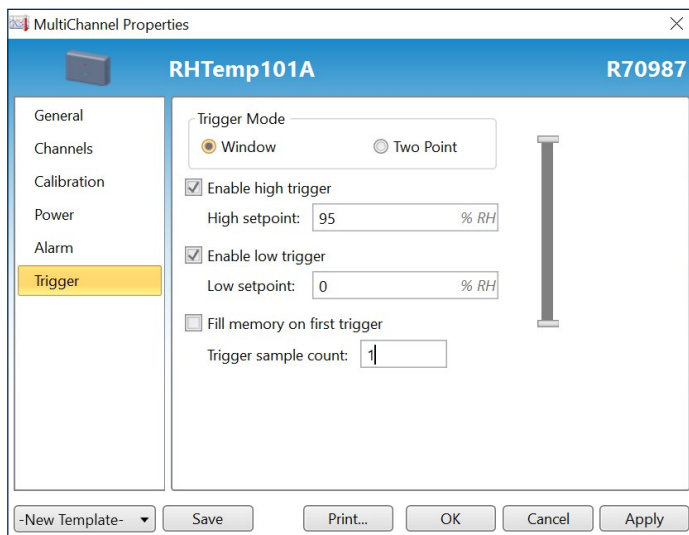 MultiChannel Properties
RHTemp101A R70987
General
Channels
Calibration
Power
Alarm
Trigger
Trigger Mode
Window Two Point
Enable high trigger
High setpoint: 95 % RH
Enable low trigger
Low setpoint: 0 % RH
Fill memory on first trigger
Trigger sample count: 1
-New Template- Save Print... OK Cancel Apply